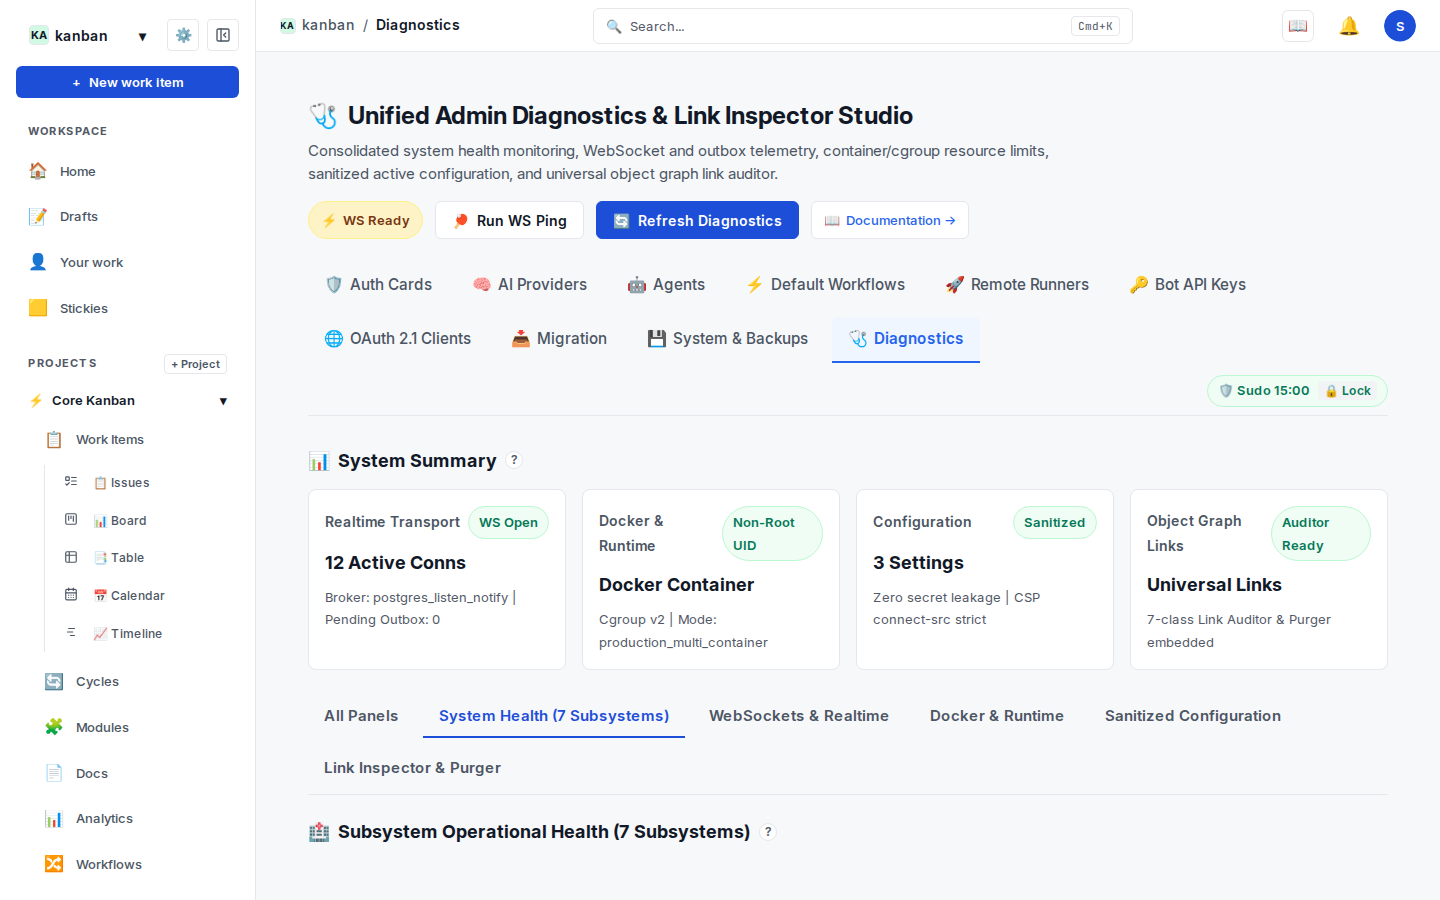 KA kanban ▾
+ New work item
WORKSPACE
Home
Drafts
Your work
Stickies
PROJECTS
+ Project
Core Kanban ▾
Work Items
Issues
Board
Table
Calendar
Timeline
Cycles
Modules
Docs
Analytics
Workflows
KA kanban / Diagnostics
Search...
Cmd+K
S
Unified Admin Diagnostics & Link Inspector Studio
Consolidated system health monitoring, WebSocket and outbox telemetry, container/cgroup resource limits,
sanitized active configuration, and universal object graph link auditor.
WS Ready
Run WS Ping
Refresh Diagnostics
Documentation →
Auth Cards
AI Providers
Agents
Default Workflows
Remote Runners
Bot API Keys
OAuth 2.1 Clients
Migration
System & Backups
Diagnostics
Sudo 15:00
Lock
System Summary ?
Realtime Transport
WS Open
12 Active Conns
Broker: postgres_listen_notify |
Pending Outbox: 0
Docker &
Runtime
Non-Root
UID
Docker Container
Cgroup v2 | Mode:
production_multi_container
Configuration
Sanitized
3 Settings
Zero secret leakage | CSP
connect-src strict
Object Graph
Links
Auditor
Ready
Universal Links
7-class Link Auditor & Purger
embedded
All Panels
System Health (7 Subsystems)
WebSockets & Realtime
Docker & Runtime
Sanitized Configuration
Link Inspector & Purger
Subsystem Operational Health (7 Subsystems) ?